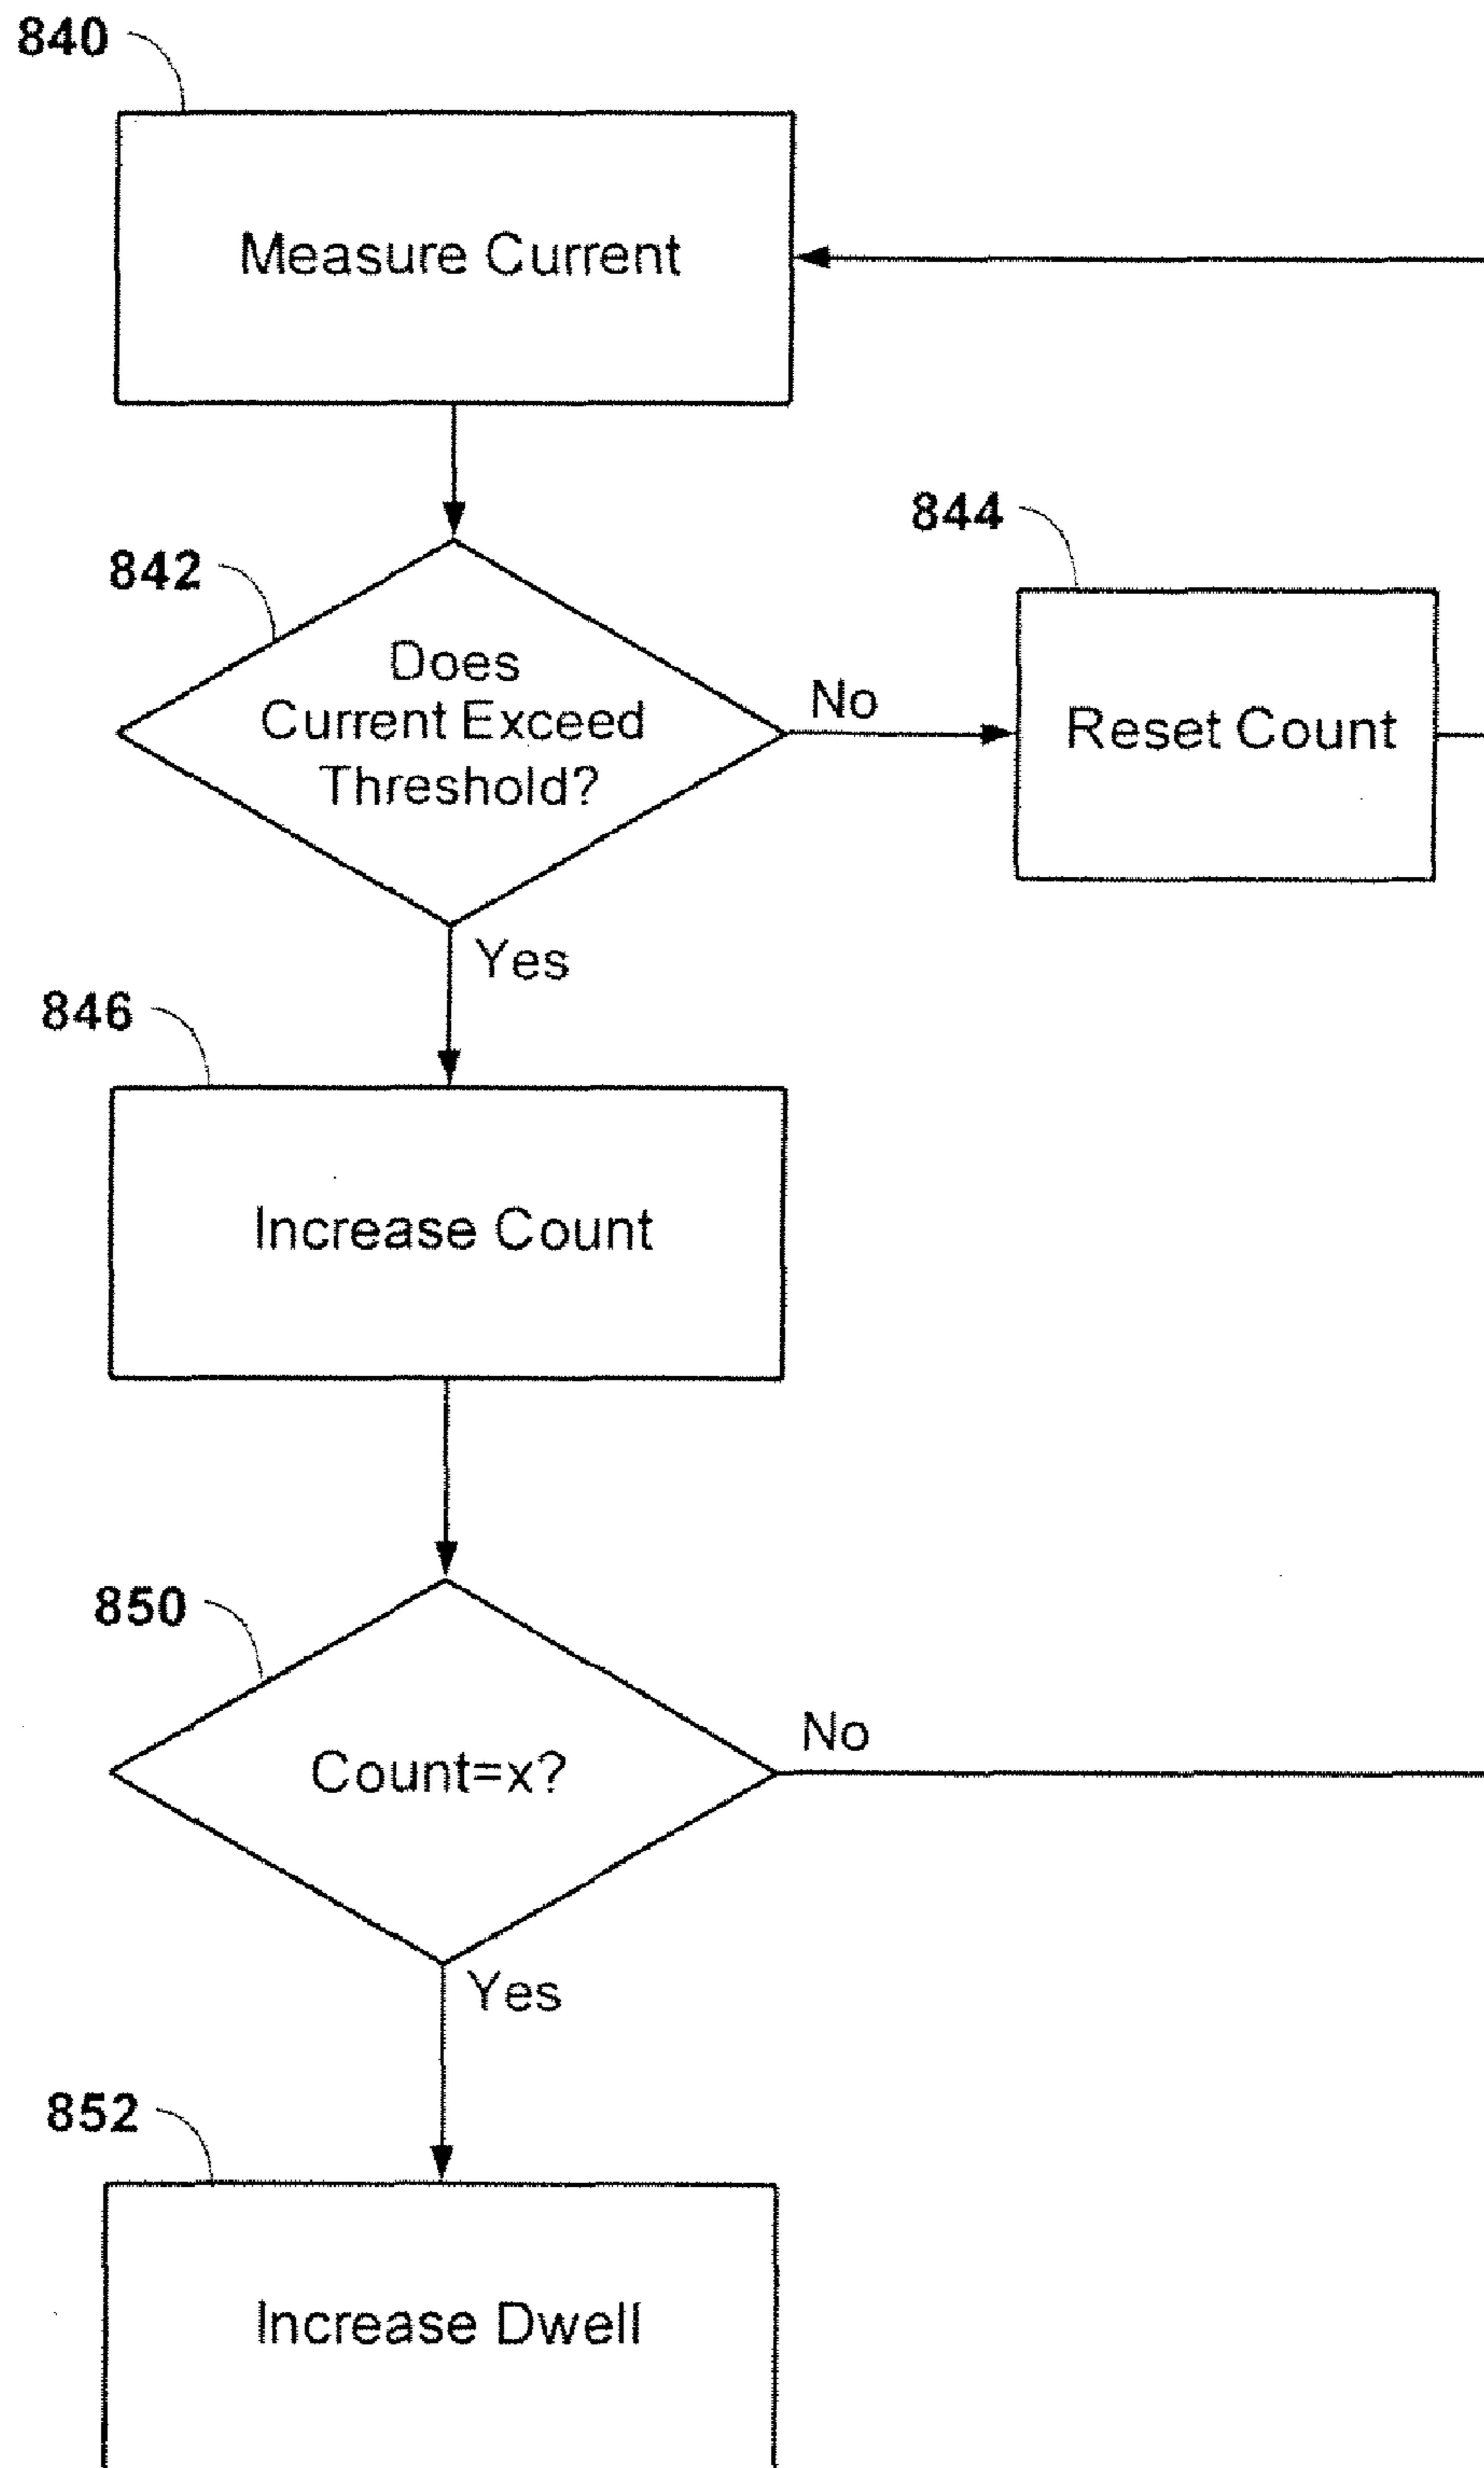 840
Measure Current
842
Does
Current Exceed
Threshold?
No
844
Reset Count
Yes
846
Increase Count
850
Count=x?
No
Yes
852
Increase Dwell